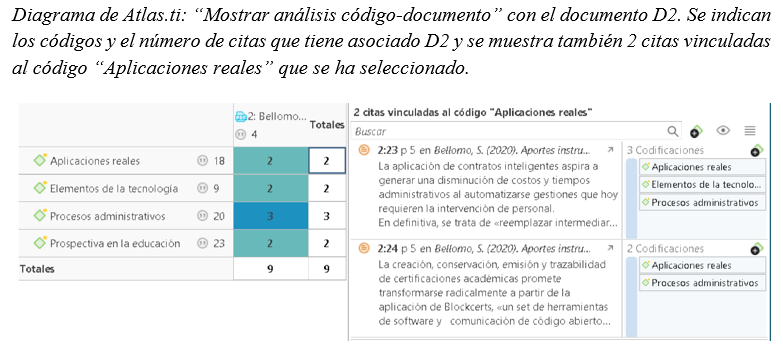 Diagrama de Atlas.ti: “Mostrar análisis código-documento” con el documento D2. Se indican
los códigos y el número de citas que tiene asociado D2 y se muestra también 2 citas vinculadas
al código “Aplicaciones reales” que se ha seleccionado.
2: Bellomo...
4
Totales
Aplicaciones reales 18 2 2
Elementos de la tecnología 9 2 2
Procesos administrativos 20 3 3
Prospectiva en la educación 23 2 2
Totales 9 9
2 citas vinculadas al código "Aplicaciones reales"
Buscar
2:23 p 5 en Bellomo, S. (2020). Aportes instru...
La aplicación de contratos inteligentes aspira a
generar una disminución de costos y tiempos
administrativos al automatizarse gestiones que hoy
requieren la intervención de personal.
En definitiva, se trata de «reemplazar intermediar...
3 Codificaciones
Aplicaciones reales
Elementos de la tecnolo...
Procesos administrativos
2:24 p 5 en Bellomo, S. (2020). Aportes instru...
La creación, conservación, emisión y trazabilidad
de certificaciones académicas promete
transformarse radicalmente a partir de la
aplicación de Blockcerts, «un set de herramientas
de software y comunicación de código abierto...
2 Codificaciones
Aplicaciones reales
Procesos administrativos